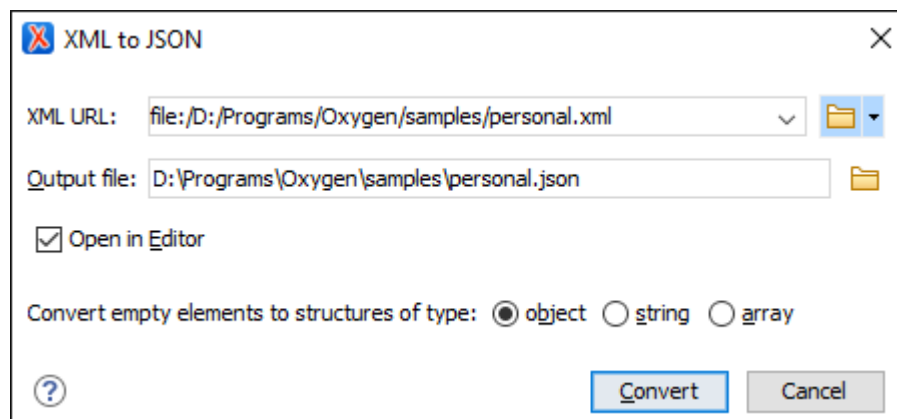 XML to JSON
XML URL: file:/D:/Programs/Oxygen/samples/personal.xml
Output file: D:\Programs\Oxygen\samples\personal.json
Open in Editor
Convert empty elements to structures of type: object string array
? Convert Cancel